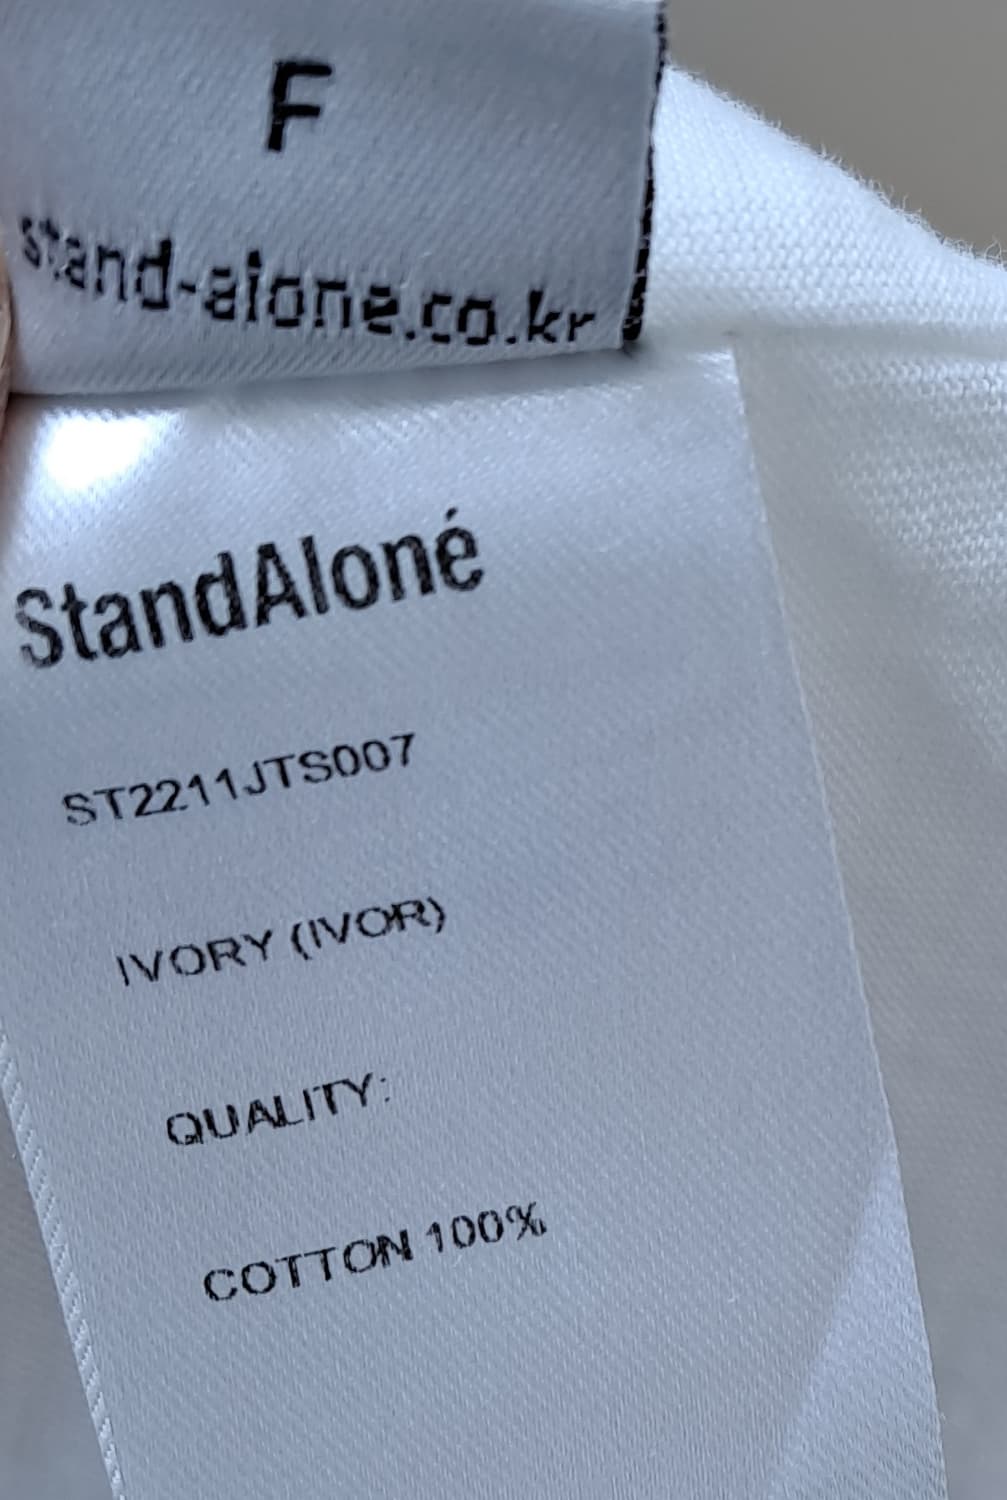 F
stand-alone.co.kr
StandAloné
ST2211JTS007
IVORY (IVOR)
QUALITY:
COTTON 100%